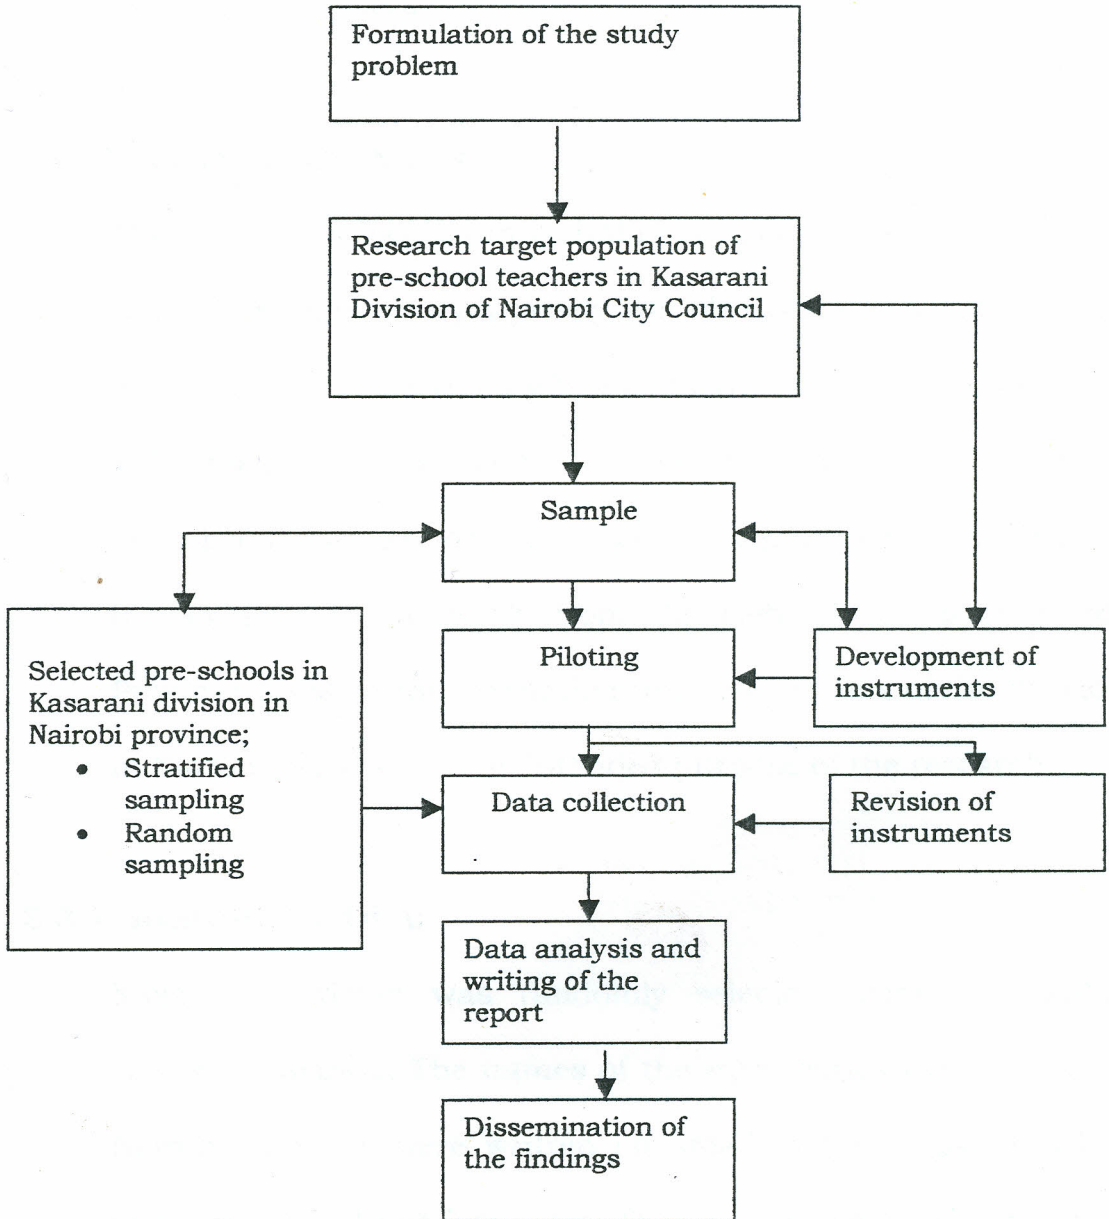 Formulation of the study
problem
Research target population of
pre-school teachers in Kasarani
Division of Nairobi City Council
Sample
Selected pre-schools in
Kasarani division in
Nairobi province;
• Stratified
sampling
• Random
sampling
Piloting
Development of
instruments
Data collection
Revision of
instruments
Data analysis and
writing of the
report
Dissemination of
the findings